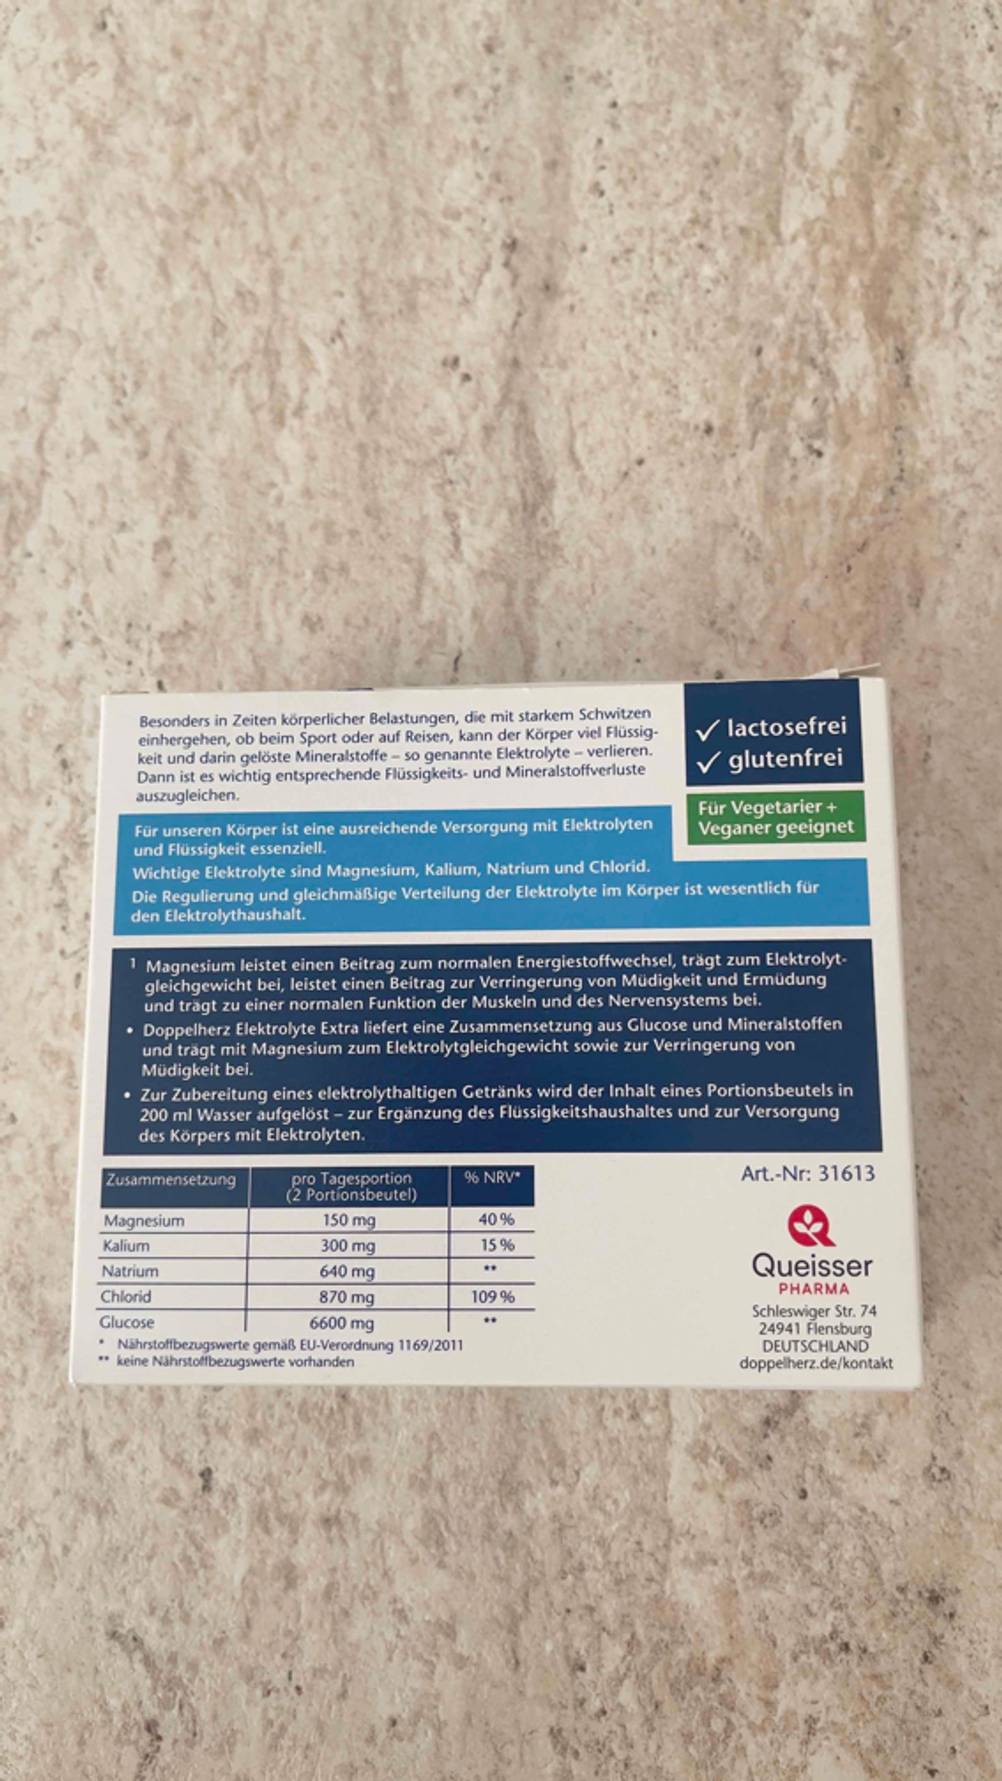 Besonders in Zeiten körperlicher Belastungen, die mit starkem Schwitzen
einhergehen, ob beim Sport oder auf Reisen, kann der Körper viel Flüssig-
keit und darin gelöste Mineralstoffe – so genannte Elektrolyte – verlieren.
Dann ist es wichtig entsprechende Flüssigkeits- und Mineralstoffverluste
auszugleichen.
✓ lactosefrei
✓ glutenfrei
Für Vegetarier +
Veganer geeignet
Für unseren Körper ist eine ausreichende Versorgung mit Elektrolyten
und Flüssigkeit essenziell.
Wichtige Elektrolyte sind Magnesium, Kalium, Natrium und Chlorid.
Die Regulierung und gleichmäßige Verteilung der Elektrolyte im Körper ist wesentlich für
den Elektrolythaushalt.
1 Magnesium leistet einen Beitrag zum normalen Energiestoffwechsel, trägt zum Elektrolyt-
gleichgewicht bei, leistet einen Beitrag zur Verringerung von Müdigkeit und Ermüdung
und trägt zu einer normalen Funktion der Muskeln und des Nervensystems bei.
• Doppelherz Elektrolyte Extra liefert eine Zusammensetzung aus Glucose und Mineralstoffen
und trägt mit Magnesium zum Elektrolytgleichgewicht sowie zur Verringerung von
Müdigkeit bei.
• Zur Zubereitung eines elektrolythaltigen Getränks wird der Inhalt eines Portionsbeutels in
200 ml Wasser aufgelöst – zur Ergänzung des Flüssigkeitshaushaltes und zur Versorgung
des Körpers mit Elektrolyten.
Zusammensetzung pro Tagesportion % NRV*
(2 Portionsbeutel)
Magnesium 150 mg 40 %
Kalium 300 mg 15 %
Natrium 640 mg **
Chlorid 870 mg 109 %
Glucose 6600 mg **
* Nährstoffbezugswerte gemäß EU-Verordnung 1169/2011
** keine Nährstoffbezugswerte vorhanden
Art.-Nr: 31613
Queisser
PHARMA
Schleswiger Str. 74
24941 Flensburg
DEUTSCHLAND
doppelherz.de/kontakt